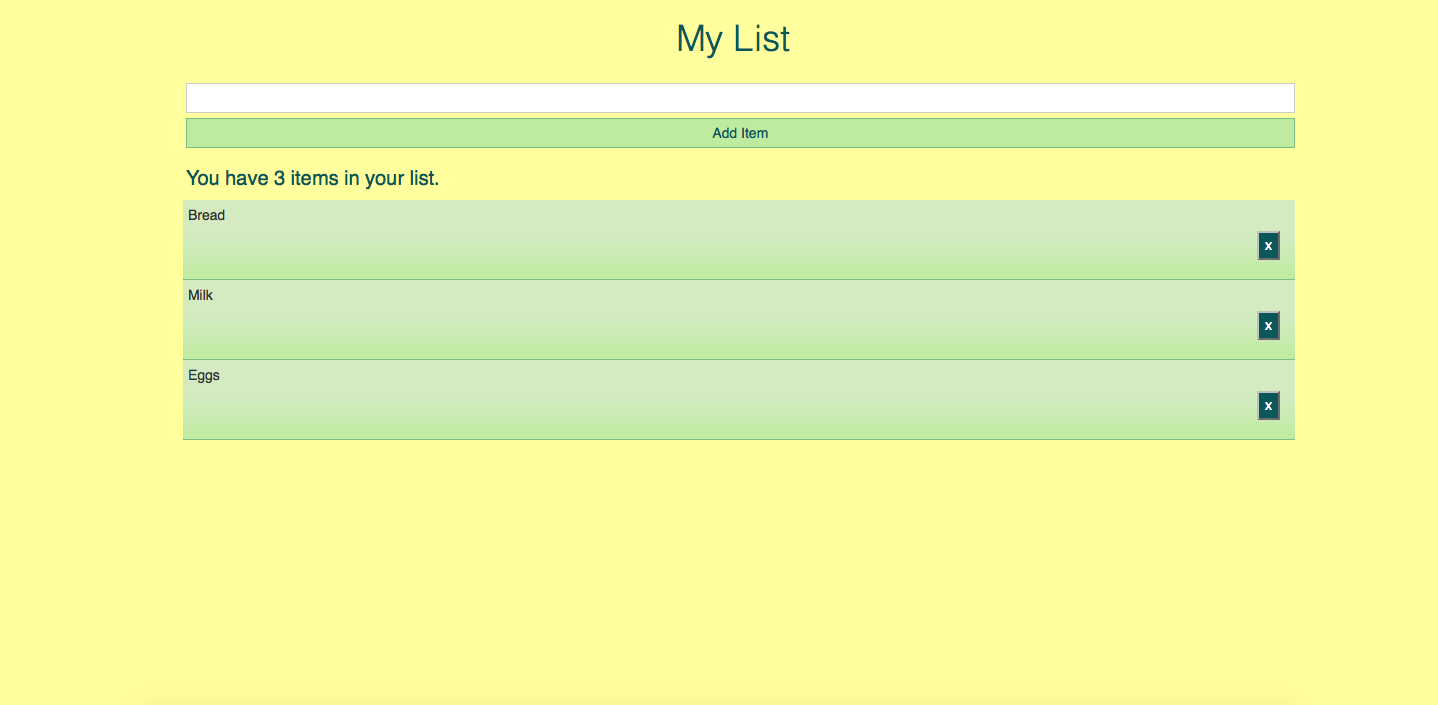 My List
Add Item
You have 3 items in your list.
Bread
x
Milk
x
Eggs
x